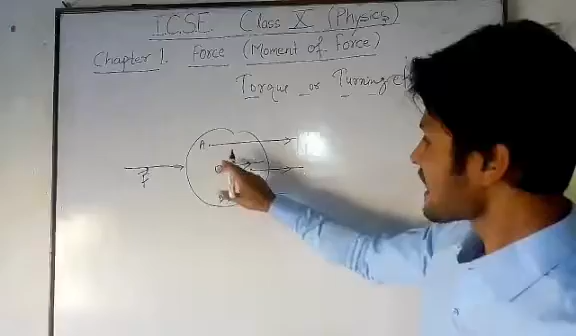 I.C.S.E. Class X (Physics)
Chapter 1. Force (Moment of Force)
Torque or Turning
A
F